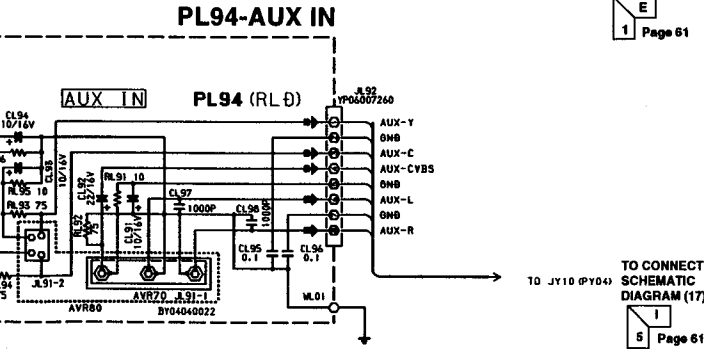 PL94-AUX IN
E
1 Page 61
AUX IN
PL94 (RLD)
JL92
YP06007260
CL94
10/16V
AUX-Y
GND
AUX-C
AUX-CVBS
GND
AUX-L
GND
AUX-R
CL93
10/16V
RL95 10
RL93 75
CL92
22/16V
RL91 10
CL97
1000P
RL92
75
CL91
10/16V
CL98
1000P
CL95
0.1
CL96
0.1
JL91-2
AVR80
AVR70 JL91-1
BY04040022
WL01
TO JY10 (PY04)
TO CONNECT
SCHEMATIC
DIAGRAM (17)
I
5 Page 61